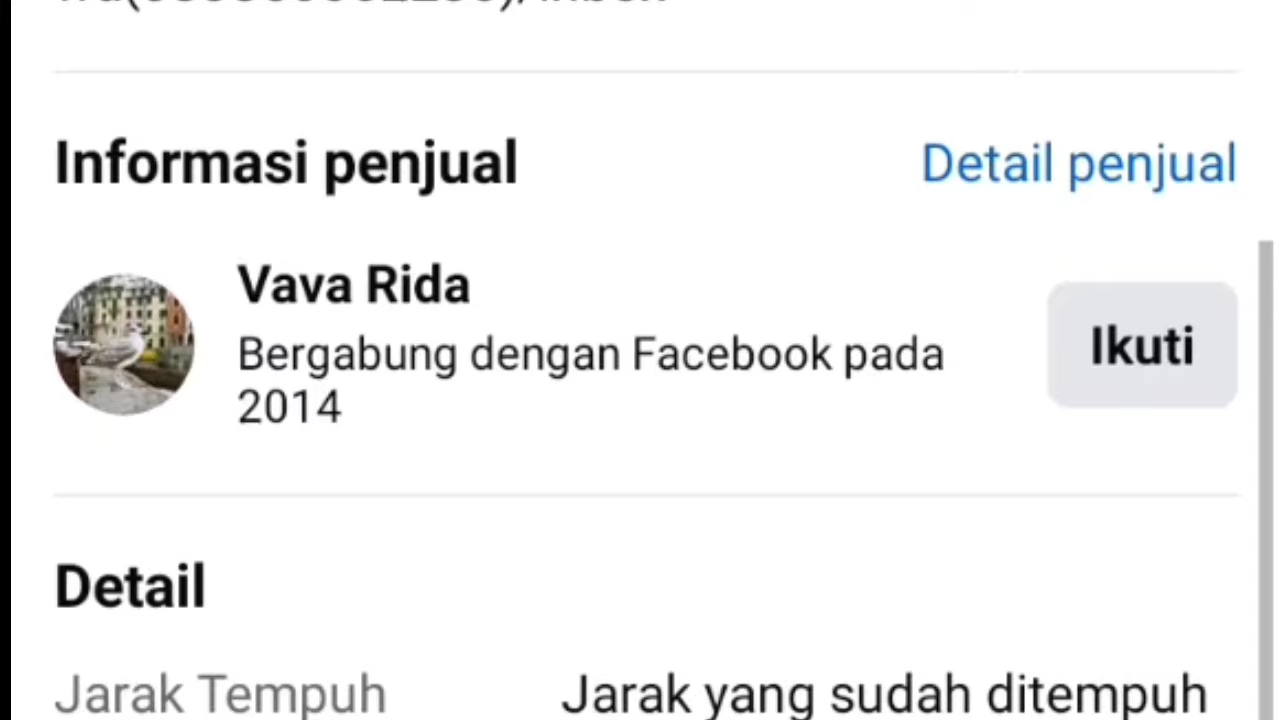 Informasi penjual
Detail penjual
Vava Rida
Bergabung dengan Facebook pada
2014
Ikuti
Detail
Jarak Tempuh
Jarak yang sudah ditempuh